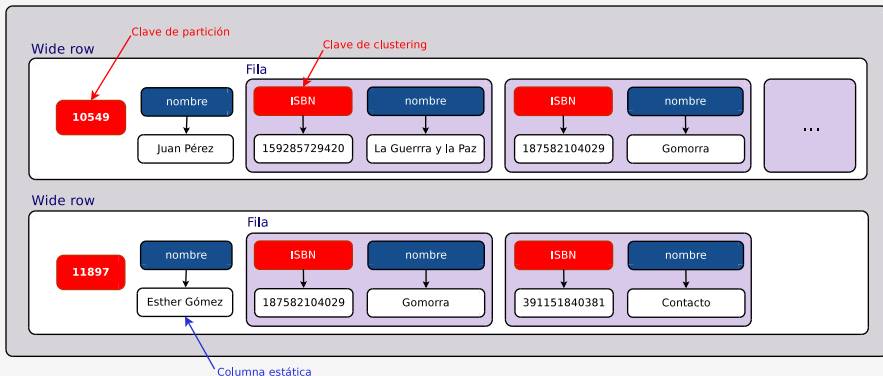 Clave de partición
Wide row
Clave de clustering
Fila
10549
nombre
ISBN
nombre
ISBN
nombre
...
Juan Pérez
159285729420
La Guerrra y la Paz
187582104029
Gomorra
Wide row
Fila
11897
nombre
ISBN
nombre
ISBN
nombre
Esther Gómez
187582104029
Gomorra
391151840381
Contacto
Columna estática